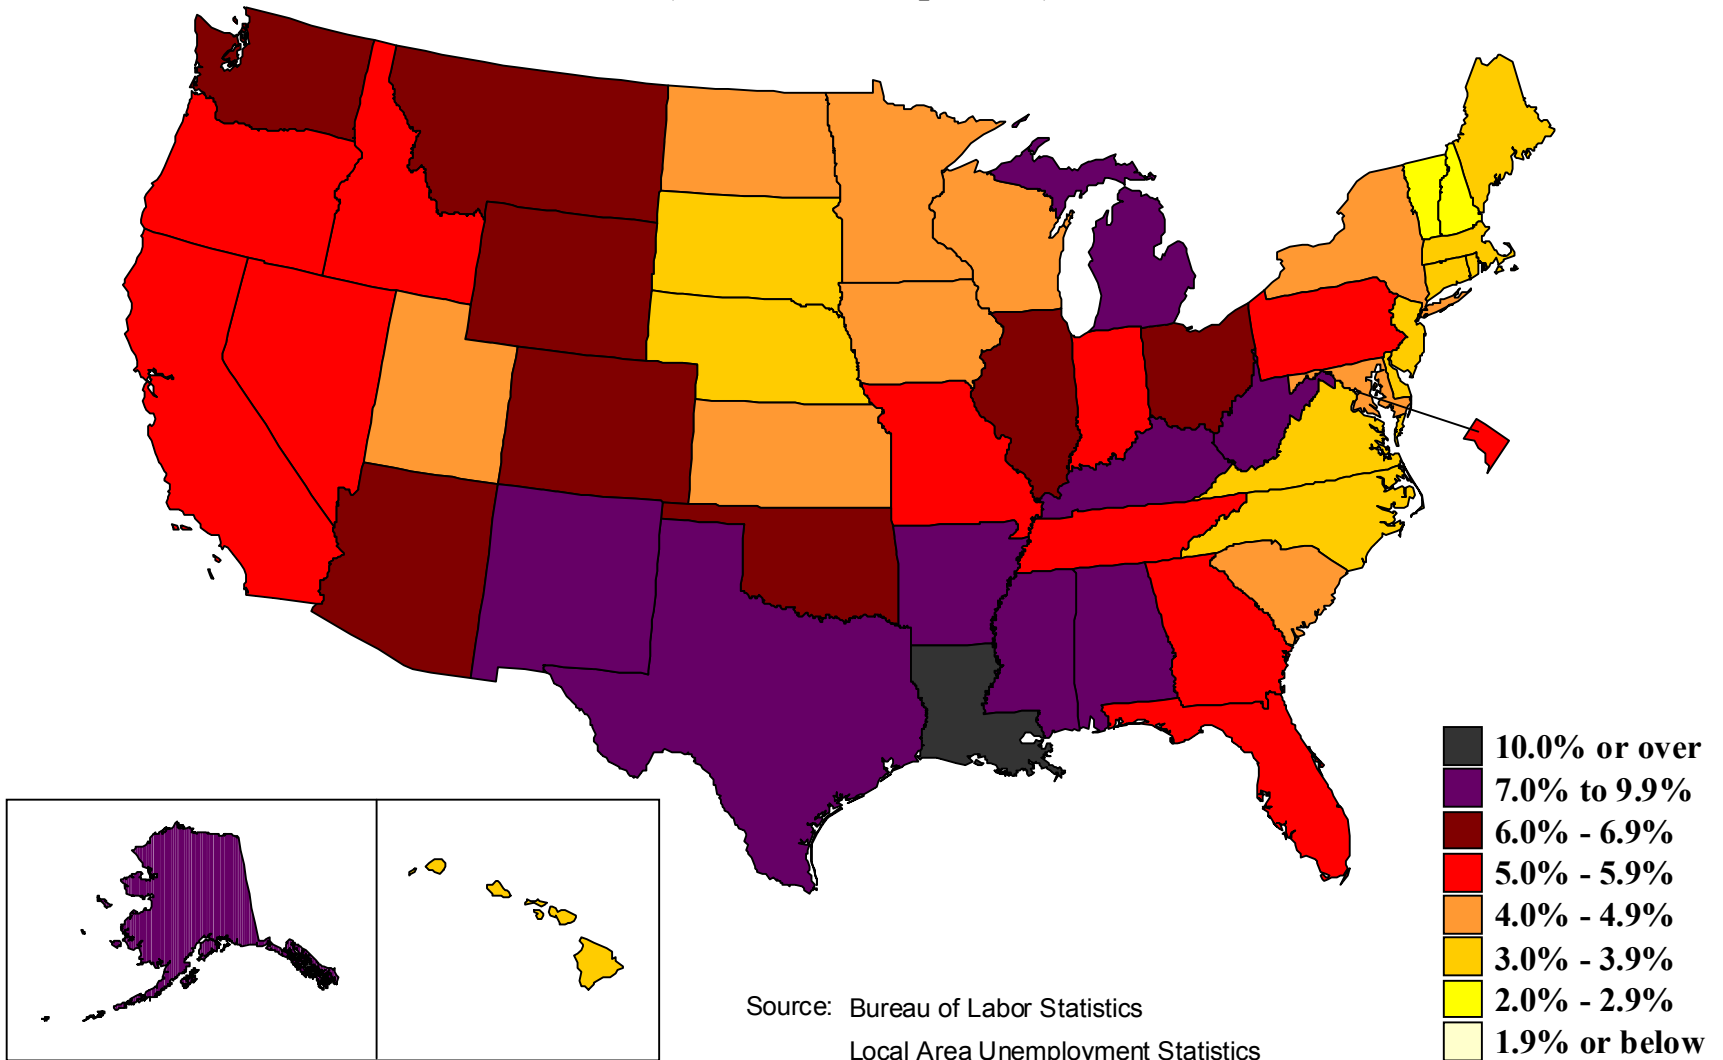 10.0% or over
7.0% to 9.9%
6.0% - 6.9%
5.0% - 5.9%
4.0% - 4.9%
3.0% - 3.9%
2.0% - 2.9%
1.9% or below
Source: Bureau of Labor Statistics
Local Area Unemployment Statistics